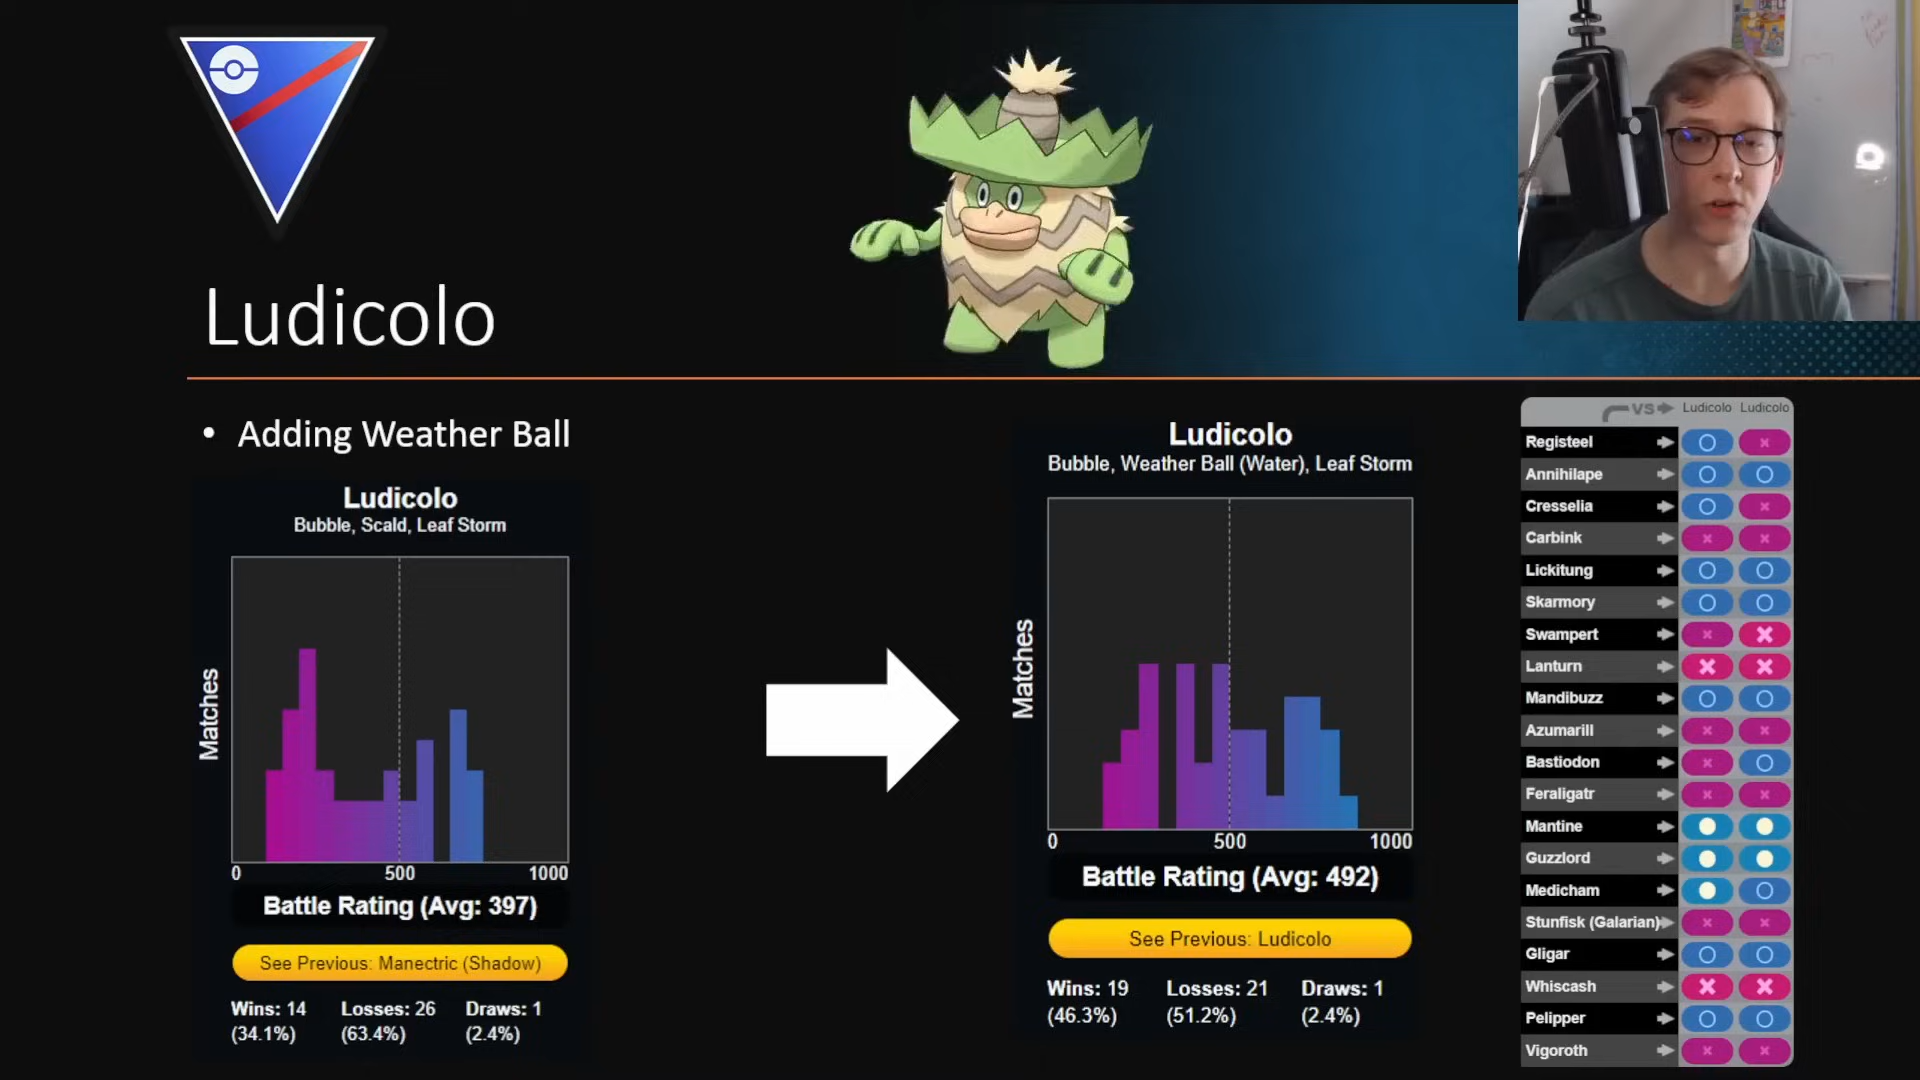 Ludicolo
• Adding Weather Ball
Ludicolo
Bubble, Scald, Leaf Storm
Matches
0 500 1000
Battle Rating (Avg: 397)
See Previous: Manectric (Shadow)
Wins: 14 Losses: 26 Draws: 1
(34.1%) (63.4%) (2.4%)
Ludicolo
Bubble, Weather Ball (Water), Leaf Storm
Matches
0 500 1000
Battle Rating (Avg: 492)
See Previous: Ludicolo
Wins: 19 Losses: 21 Draws: 1
(46.3%) (51.2%) (2.4%)
VS Ludicolo Ludicolo
Registeel
Annihilape
Cresselia
Carbink
Lickitung
Skarmory
Swampert
Lanturn
Mandibuzz
Azumarill
Bastiodon
Feraligatr
Mantine
Guzzlord
Medicham
Stunfisk (Galarian)
Gligar
Whiscash
Pelipper
Vigoroth